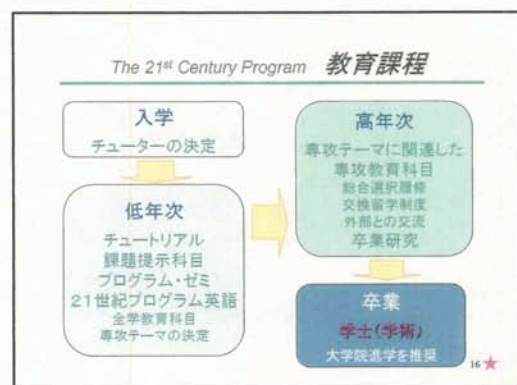 The 21st Century Program 教育課程
入学
チューターの決定
低年次
チュートリアル
課題提示科目
プログラム・ゼミ
21世紀プログラム英語
全学教育科目
専攻テーマの決定
高年次
専攻テーマに関連した
専攻教育科目
総合選択履修
交換留学制度
外部との交流
卒業研究
卒業
学士(学術)
大学院進学を推奨
16